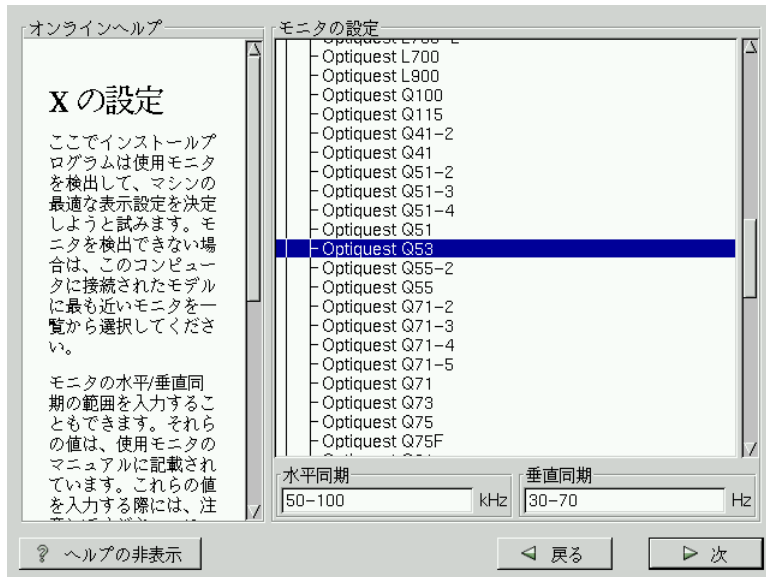 オンラインヘルプ
X の設定
ここでインストールプ
ログラムは使用モニタ
を検出して、マシンの
最適な表示設定を決定
しようと試みます。モ
ニタを検出できない場
合は、このコンピュー
タに接続されたモデル
に最も近いモニタを一
覧から選択してくださ
い。
モニタの水平/垂直同
期の範囲を入力するこ
ともできます。それら
の値は、使用モニタの
マニュアルに記載され
ています。これらの値
を入力する際には、注
モニタの設定
Optiquest L700
Optiquest L900
Optiquest Q100
Optiquest Q115
Optiquest Q41-2
Optiquest Q41
Optiquest Q51-2
Optiquest Q51-3
Optiquest Q51-4
Optiquest Q51
Optiquest Q53
Optiquest Q55-2
Optiquest Q55
Optiquest Q71-2
Optiquest Q71-3
Optiquest Q71-4
Optiquest Q71-5
Optiquest Q71
Optiquest Q73
Optiquest Q75
Optiquest Q75F
水平同期
50-100 kHz
垂直同期
30-70 Hz
? ヘルプの非表示
戻る
次